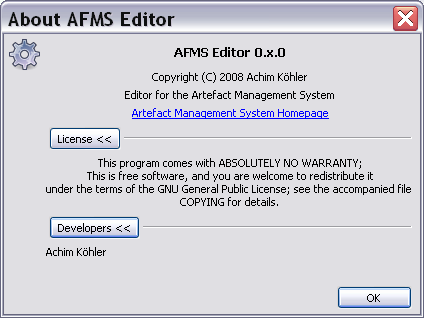 About AFMS Editor
AFMS Editor 0.x.0
Copyright (C) 2008 Achim Köhler
Editor for the Artefact Management System
Artefact Management System Homepage
License <<
This program comes with ABSOLUTELY NO WARRANTY;
This is free software, and you are welcome to redistribute it
under the terms of the GNU General Public License; see the accompanied file
COPYING for details.
Developers <<
Achim Köhler
OK